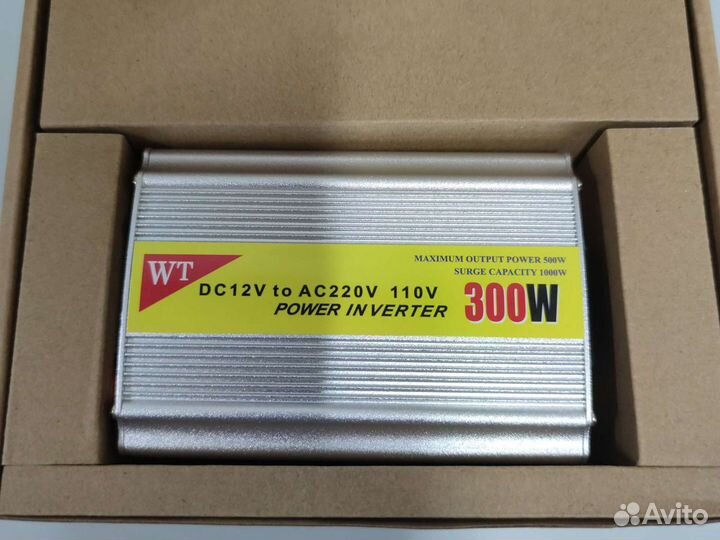 WT
MAXIMUM OUTPUT POWER 500W
SURGE CAPACITY 1000W
DC12V to AC220V 110V
POWER INVERTER
300W
Avito